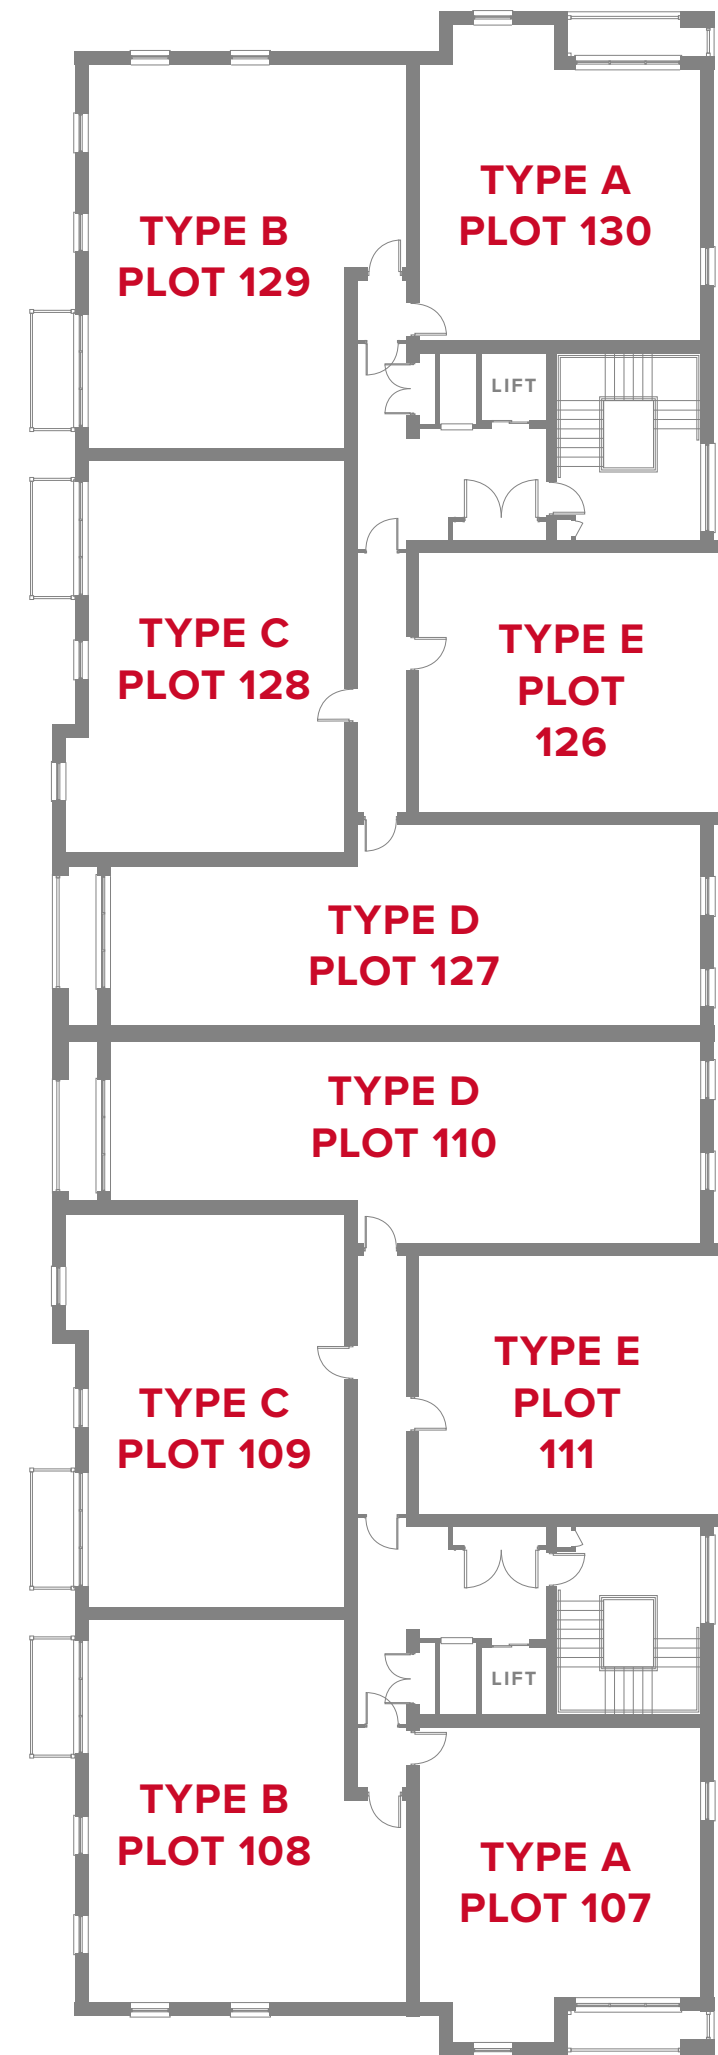 TYPE A
PLOT 130
TYPE B
PLOT 129
LIFT
TYPE C
PLOT 128
TYPE E
PLOT
126
TYPE D
PLOT 127
TYPE D
PLOT 110
TYPE E
PLOT
111
TYPE C
PLOT 109
LIFT
TYPE B
PLOT 108
TYPE A
PLOT 107